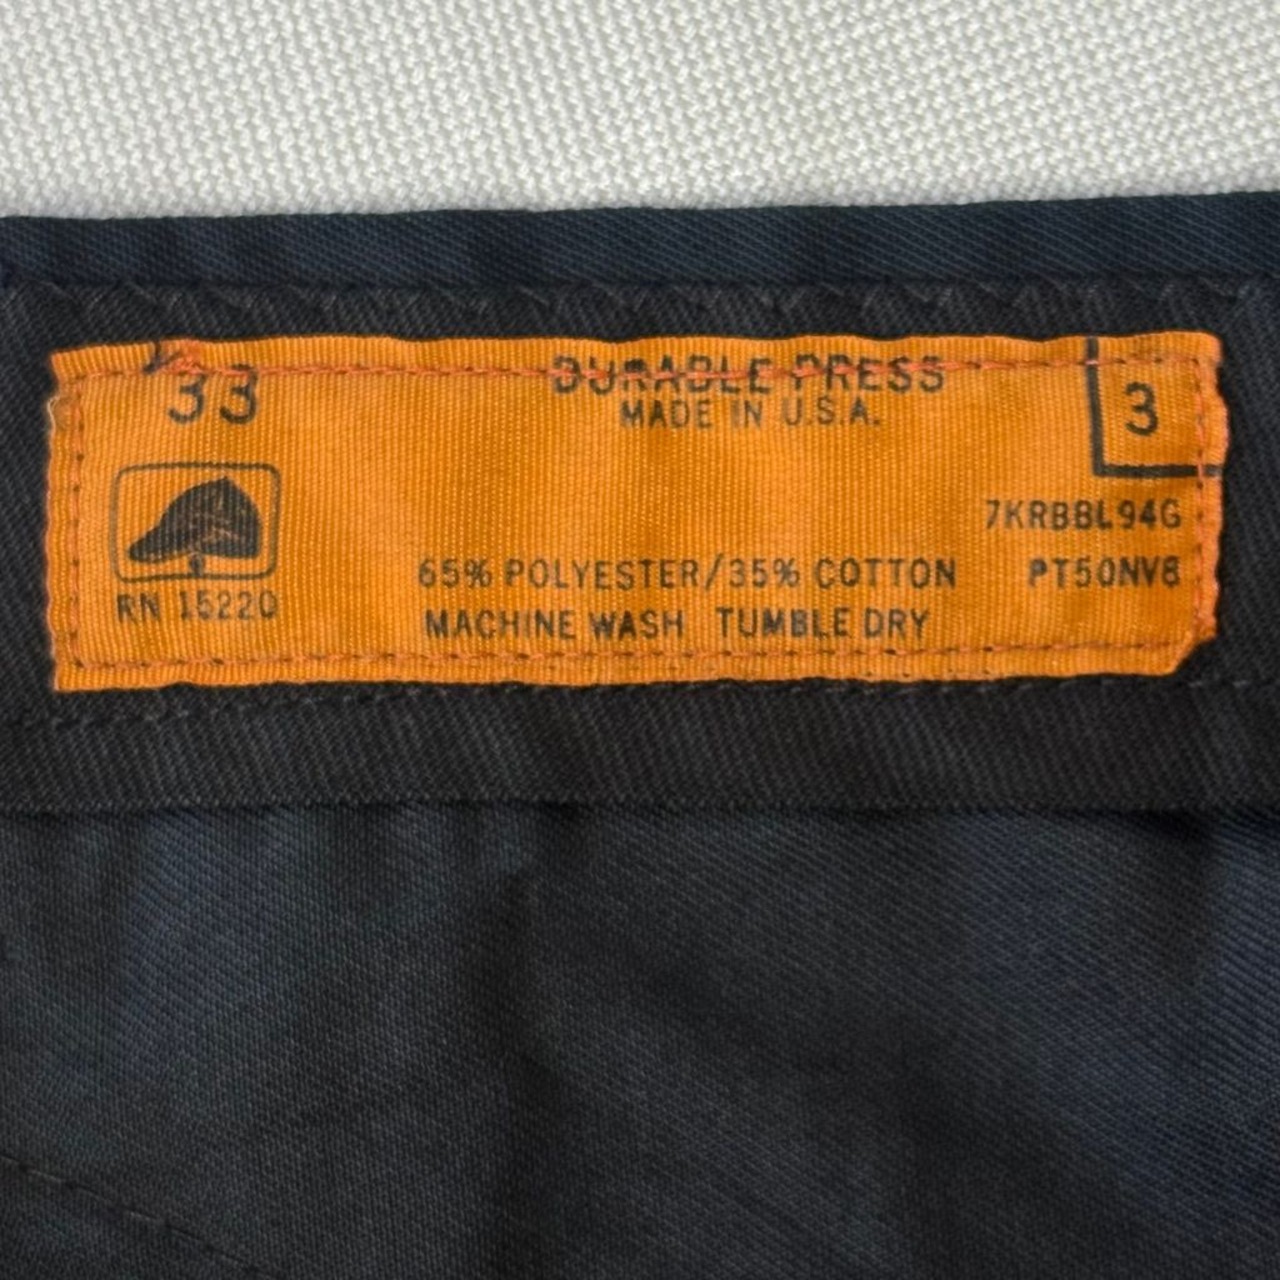 33
DURABLE PRESS
MADE IN U.S.A.
3
7KRBBL94G
65% POLYESTER/35% COTTON
PT50NV8
RN 15220
MACHINE WASH TUMBLE DRY